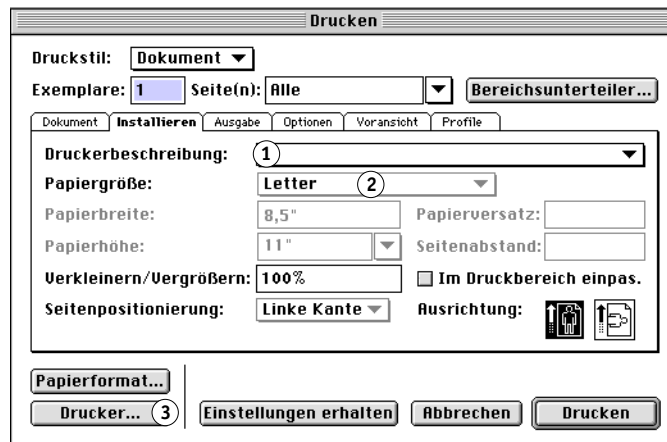 Drucken
Druckstil: Dokument
Exemplare: 1 Seite(n): Alle Bereichsunterteiler...
Dokument Installieren Ausgabe Optionen Voransicht Profile
Druckerbeschreibung: 1
Papiergröße: Letter 2
Papierbreite: 8,5" Papierversatz:
Papierhöhe: 11" Seitenabstand:
Verkleinern/Vergrößern: 100% Im Druckbereich einpas.
Seitenpositionierung: Linke Kante Ausrichtung:
Papierformat...
Drucker... 3 Einstellungen erhalten Abbrechen Drucken